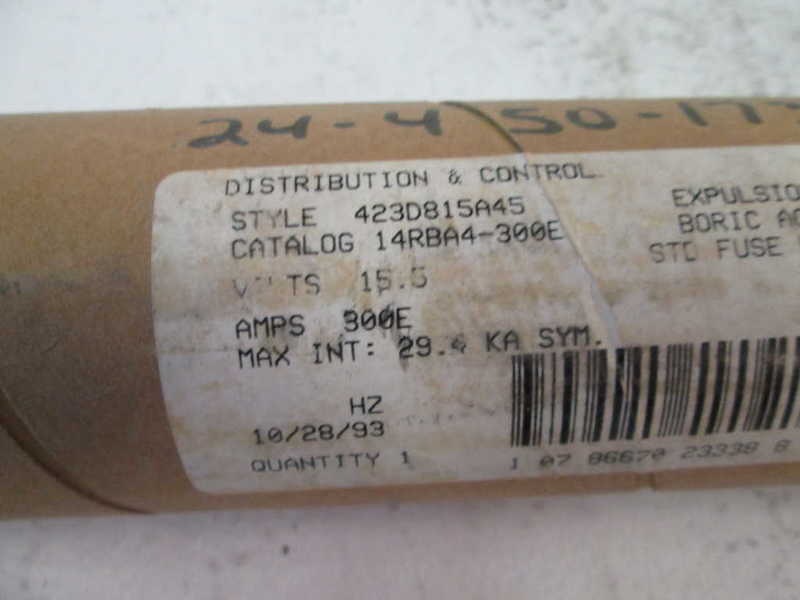 24-4 50-17
DISTRIBUTION & CONTROL
STYLE 423D815A45
CATALOG 14RBA4-300E
VOLTS 15.5
AMPS 300E
MAX INT: 29.4 KA SYM.
HZ
10/28/93
QUANTITY 1
EXPULSIO
BORIC AC
STD FUSE
1 07 86670 23338 8